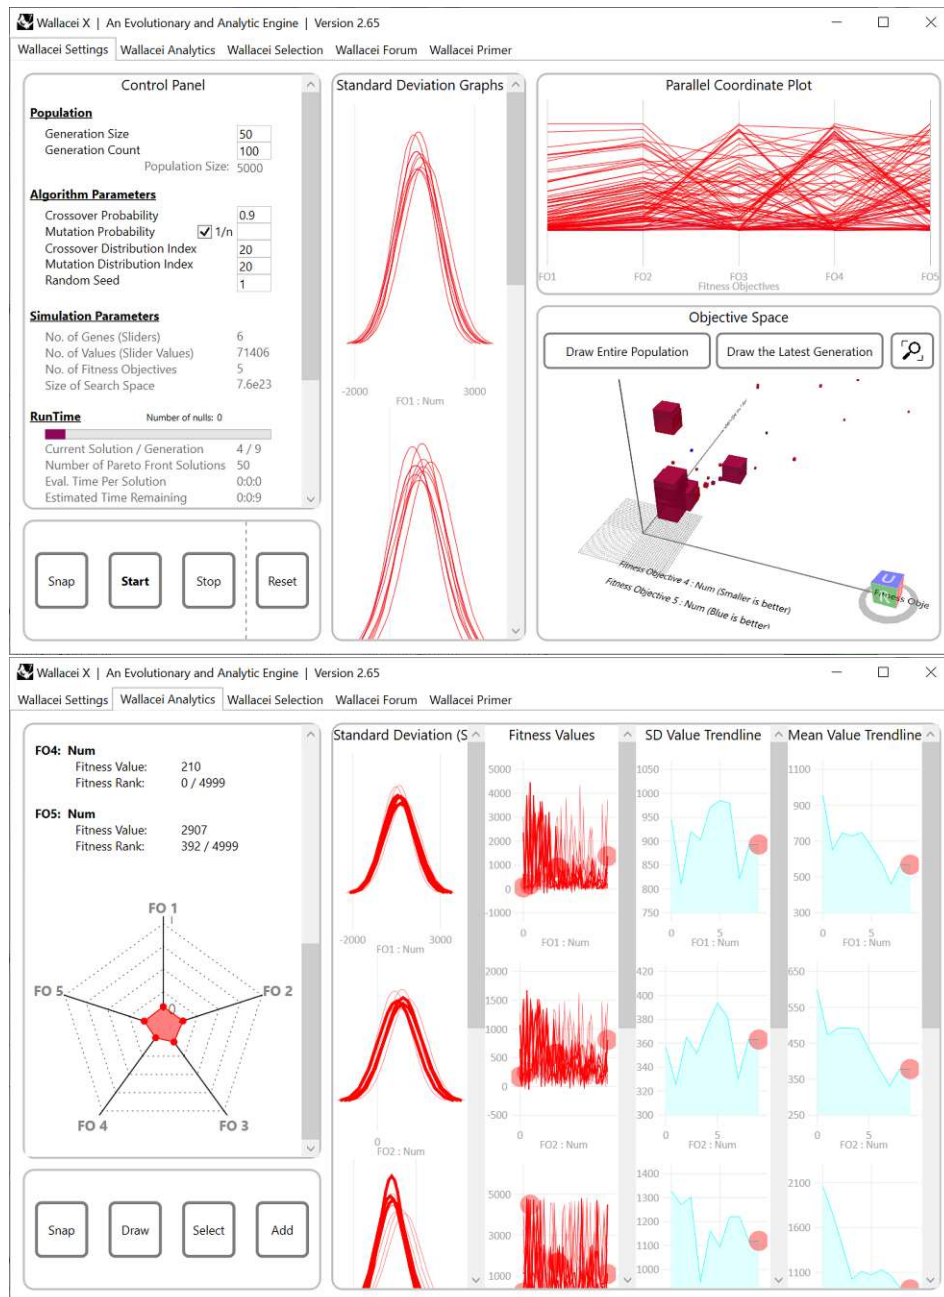 Wallacei X | An Evolutionary and Analytic Engine | Version 2.65
Wallacei Settings Wallacei Analytics Wallacei Selection Wallacei Forum Wallacei Primer
Control Panel
Population
Generation Size 50
Generation Count 100
Population Size: 5000
Algorithm Parameters
Crossover Probability 0.9
Mutation Probability 1/n
Crossover Distribution Index 20
Mutation Distribution Index 20
Random Seed 1
Simulation Parameters
No. of Genes (Sliders) 6
No. of Values (Slider Values) 71406
No. of Fitness Objectives 5
Size of Search Space 7.6e23
RunTime Number of nulls: 0
Current Solution / Generation 4 / 9
Number of Pareto Front Solutions 50
Eval. Time Per Solution 0:0:0
Estimated Time Remaining 0:0:9
Snap Start Stop Reset
Standard Deviation Graphs
-2000 3000
FO1 : Num
Parallel Coordinate Plot
FO1 FO2 FO3 FO4 FO5
Fitness Objectives
Objective Space
Draw Entire Population Draw the Latest Generation
Fitness Objective 4 : Num (Smaller is better)
Fitness Objective 5 : Num (Blue is better)
Fitness Obje
U
Wallacei X | An Evolutionary and Analytic Engine | Version 2.65
Wallacei Settings Wallacei Analytics Wallacei Selection Wallacei Forum Wallacei Primer
FO4: Num
Fitness Value: 210
Fitness Rank: 0 / 4999
FO5: Num
Fitness Value: 2907
Fitness Rank: 392 / 4999
FO 1
1
FO 5 FO 2
0
FO 4 FO 3
Snap Draw Select Add
Standard Deviation (S Fitness Values SD Value Trendline Mean Value Trendline
-2000 3000
FO1 : Num
5000
4000
3000
2000
1000
0
-1000
0
FO1 : Num
1050
1000
950
900
850
800
750
0 5
FO1 : Num
1100
900
700
500
300
0 5
FO1 : Num
0
FO2 : Num
2000
1500
1000
500
0
-500
0
FO2 : Num
420
400
380
360
340
320
300
0 5
FO2 : Num
650
550
450
350
250
0 5
FO2 : Num
5000
4000
3000
2000
1000
1400
1300
1200
1100
1000
2100
1600
1100